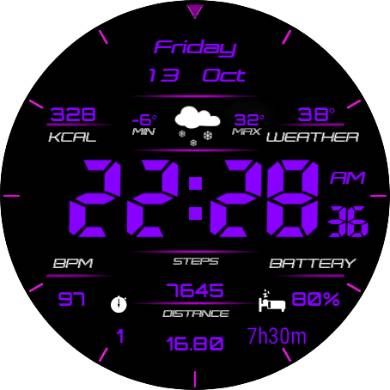 Friday
13 Oct
328 -6° 32° 38°
KCAL MIN MAX WEATHER
AM
22:28 36
BPM STEPS BATTERY
97 7645 80%
DISTANCE
1 16.80 7h30m